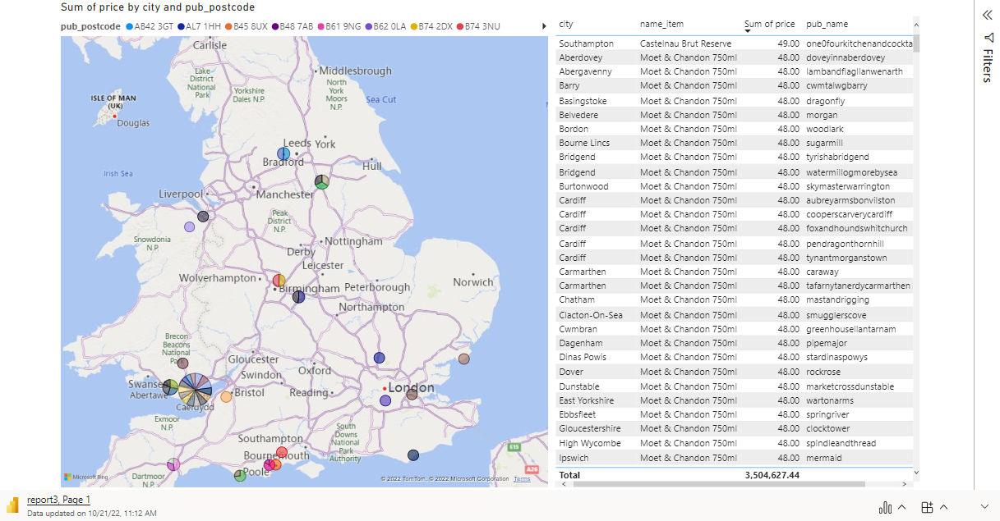 Sum of price by city and pub_postcode
pub_postcode AB42 3GT AL7 1HH B45 8UX B48 7AB B61 9NG B62 0LA B74 2DX B74 3NU
Carlisle
Middlesbrough
Lake District National Park
Yorkshire Dales N.P.
North York Moors N.P.
Sea Cut
ISLE OF MAN (UK)
Douglas
Leeds York
Bradford
Hull
Irish Sea
Liverpool
Manchester
Peak District N.P.
Snowdonia N.P.
Nottingham
Derby
Leicester
Wolverhampton
Birmingham
Peterborough
Norwich
Northampton
Brecon Beacons National Park
Gloucester
Oxford
Swindon
Swansea
Abertawe
Bristol
Reading
London
Caerdydd
Exmoor N.P.
Southampton
South Downs National Park Authority
Bournemouth
Poole
Dartmoor N.P.
E15
A26
Microsoft Bing
© 2022 TomTom, © 2022 Microsoft Corporation Terms
city name_item Sum of price pub_name
Southampton Castelnau Brut Reserve 49.00 one0fourkitchenandcockta
Aberdovey Moet & Chandon 750ml 48.00 doveyinnaberdovey
Abergavenny Moet & Chandon 750ml 48.00 lambandflagllanwenarth
Barry Moet & Chandon 750ml 48.00 cwmtalwgbarry
Basingstoke Moet & Chandon 750ml 48.00 dragonfly
Belvedere Moet & Chandon 750ml 48.00 morgan
Bordon Moet & Chandon 750ml 48.00 woodlark
Bourne Lincs Moet & Chandon 750ml 48.00 sugarmill
Bridgend Moet & Chandon 750ml 48.00 tyrishabridgend
Bridgend Moet & Chandon 750ml 48.00 watermillogmorebysea
Burtonwood Moet & Chandon 750ml 48.00 skymasterwarrington
Cardiff Moet & Chandon 750ml 48.00 aubreyarmsbonvilston
Cardiff Moet & Chandon 750ml 48.00 cooperscarverycardiff
Cardiff Moet & Chandon 750ml 48.00 foxandhoundswhitchurch
Cardiff Moet & Chandon 750ml 48.00 pendragonthornhill
Cardiff Moet & Chandon 750ml 48.00 tynantmorganstown
Carmarthen Moet & Chandon 750ml 48.00 caraway
Carmarthen Moet & Chandon 750ml 48.00 tafarnytanerdycarmarthen
Chatham Moet & Chandon 750ml 48.00 mastandrigging
Clacton-On-Sea Moet & Chandon 750ml 48.00 smugglerscove
Cwmbran Moet & Chandon 750ml 48.00 greenhousellantarnam
Dagenham Moet & Chandon 750ml 48.00 pipemajor
Dinas Powis Moet & Chandon 750ml 48.00 stardinaspowys
Dover Moet & Chandon 750ml 48.00 rockrose
Dunstable Moet & Chandon 750ml 48.00 marketcrossdunstable
East Yorkshire Moet & Chandon 750ml 48.00 wartonarms
Ebbsfleet Moet & Chandon 750ml 48.00 springriver
Gloucestershire Moet & Chandon 750ml 48.00 clocktower
High Wycombe Moet & Chandon 750ml 48.00 spindleandthread
Ipswich Moet & Chandon 750ml 48.00 mermaid
Total 3,504,627.44
Filters
report3, Page 1
Data updated on 10/21/22, 11:12 AM